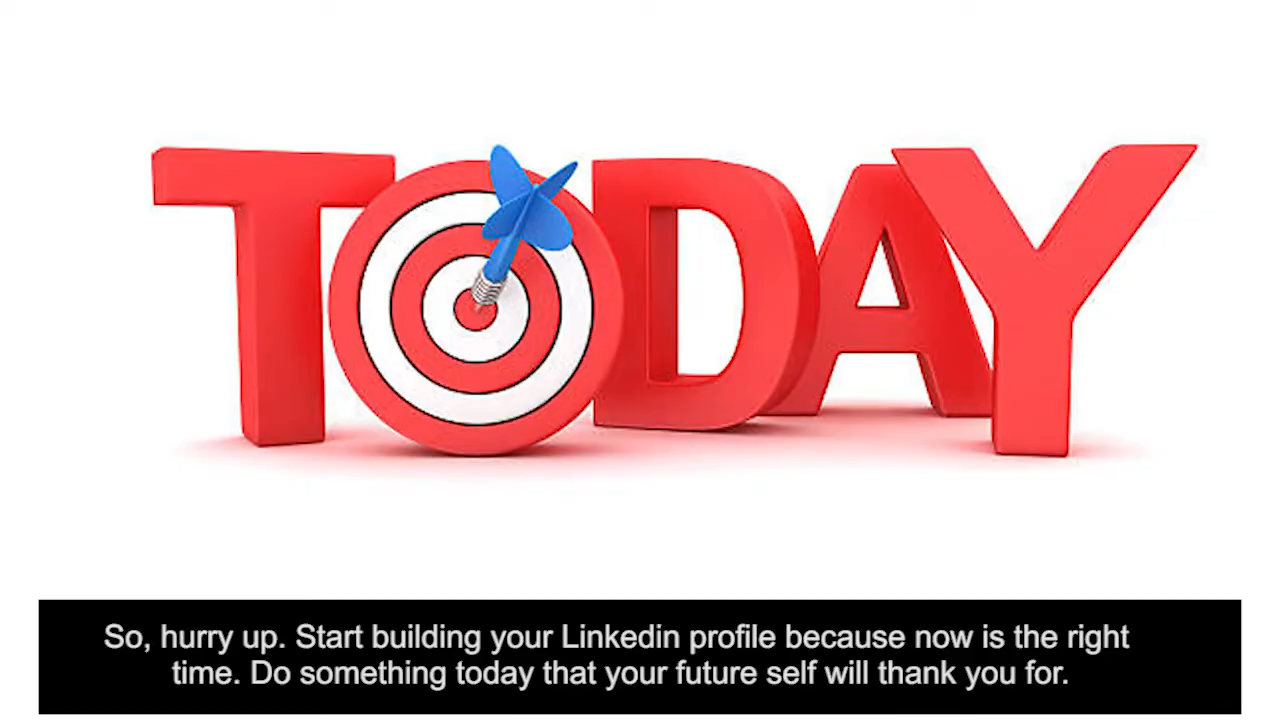 TODAY
So, hurry up. Start building your Linkedin profile because now is the right
time. Do something today that your future self will thank you for.